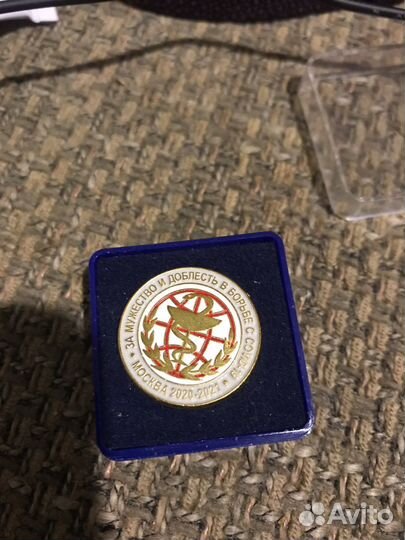 ЗА МУЖЕСТВО И ДОБЛЕСТЬ В БОРЬБЕ С COVID-19
МОСКВА 2020-2021
Avito